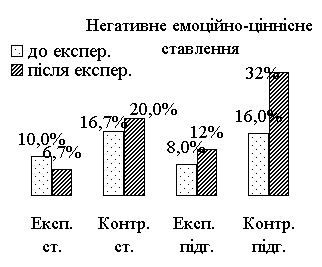 Негативне емоційно-ціннісне
ставлення
до експер.
після експер.
10,0% 6,7% 16,7% 20,0% 8,0% 12% 16,0% 32%
Експ. Контр. Експ. Контр.
ст. ст. підг. підг.